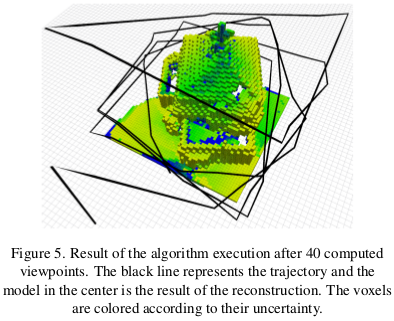 Figure 5. Result of the algorithm execution after 40 computed
viewpoints. The black line represents the trajectory and the
model in the center is the result of the reconstruction. The voxels
are colored according to their uncertainty.